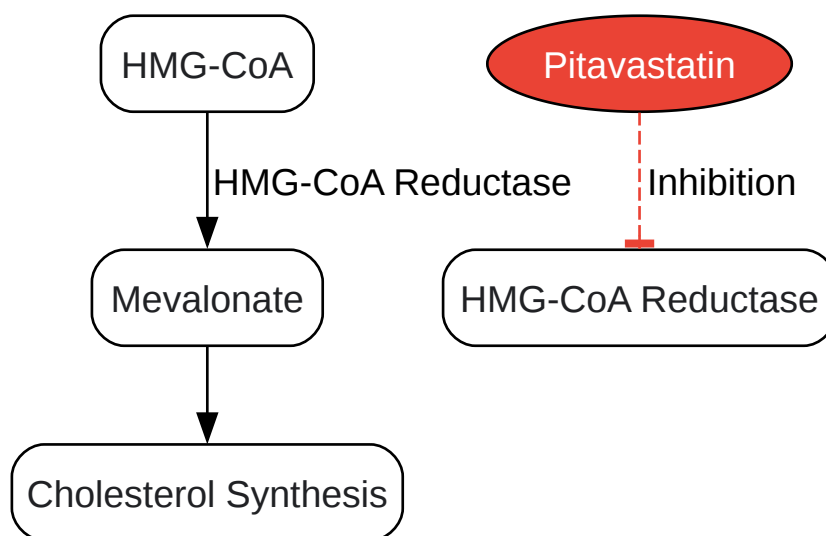 HMG-CoA
Pitavastatin
HMG-CoA Reductase
Inhibition
Mevalonate
HMG-CoA Reductase
Cholesterol Synthesis